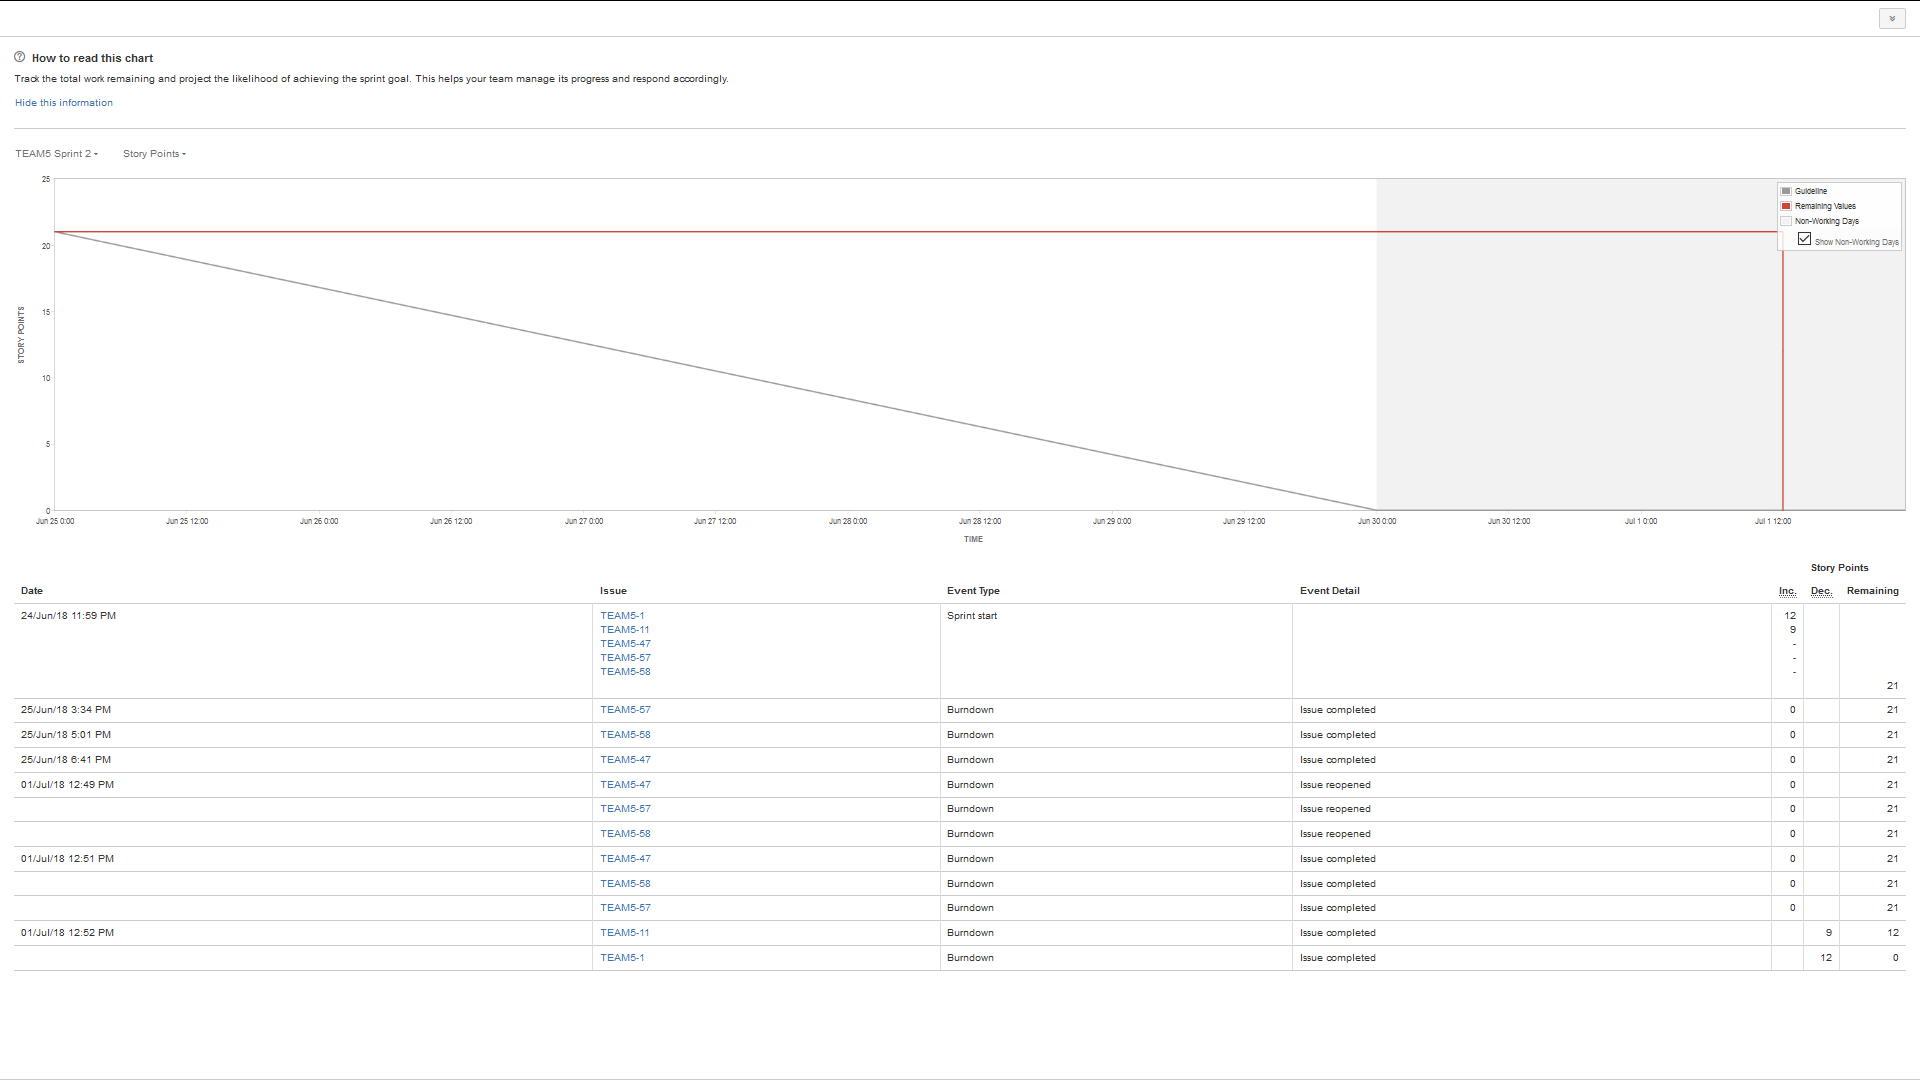 How to read this chart
Track the total work remaining and project the likelihood of achieving the sprint goal. This helps your team manage its progress and respond accordingly.
Hide this information
TEAM5 Sprint 2 Story Points
25
20
15
10
5
0
STORY POINTS
Guideline
Remaining Values
Non-Working Days
Show Non-Working Days
Jun 25 0:00 Jun 25 12:00 Jun 26 0:00 Jun 26 12:00 Jun 27 0:00 Jun 27 12:00 Jun 28 0:00 Jun 28 12:00 Jun 29 0:00 Jun 29 12:00 Jun 30 0:00 Jun 30 12:00 Jul 1 0:00 Jul 1 12:00
TIME
Story Points
Date Issue Event Type Event Detail Inc. Dec. Remaining
24/Jun/18 11:59 PM TEAM5-1 Sprint start 12
TEAM5-11 9
TEAM5-47 -
TEAM5-57 -
TEAM5-58 -
21
25/Jun/18 3:34 PM TEAM5-57 Burndown Issue completed 0 21
25/Jun/18 5:01 PM TEAM5-58 Burndown Issue completed 0 21
25/Jun/18 6:41 PM TEAM5-47 Burndown Issue completed 0 21
01/Jul/18 12:49 PM TEAM5-47 Burndown Issue reopened 0 21
TEAM5-57 Burndown Issue reopened 0 21
TEAM5-58 Burndown Issue reopened 0 21
01/Jul/18 12:51 PM TEAM5-47 Burndown Issue completed 0 21
TEAM5-58 Burndown Issue completed 0 21
TEAM5-57 Burndown Issue completed 0 21
01/Jul/18 12:52 PM TEAM5-11 Burndown Issue completed 9 12
TEAM5-1 Burndown Issue completed 12 0